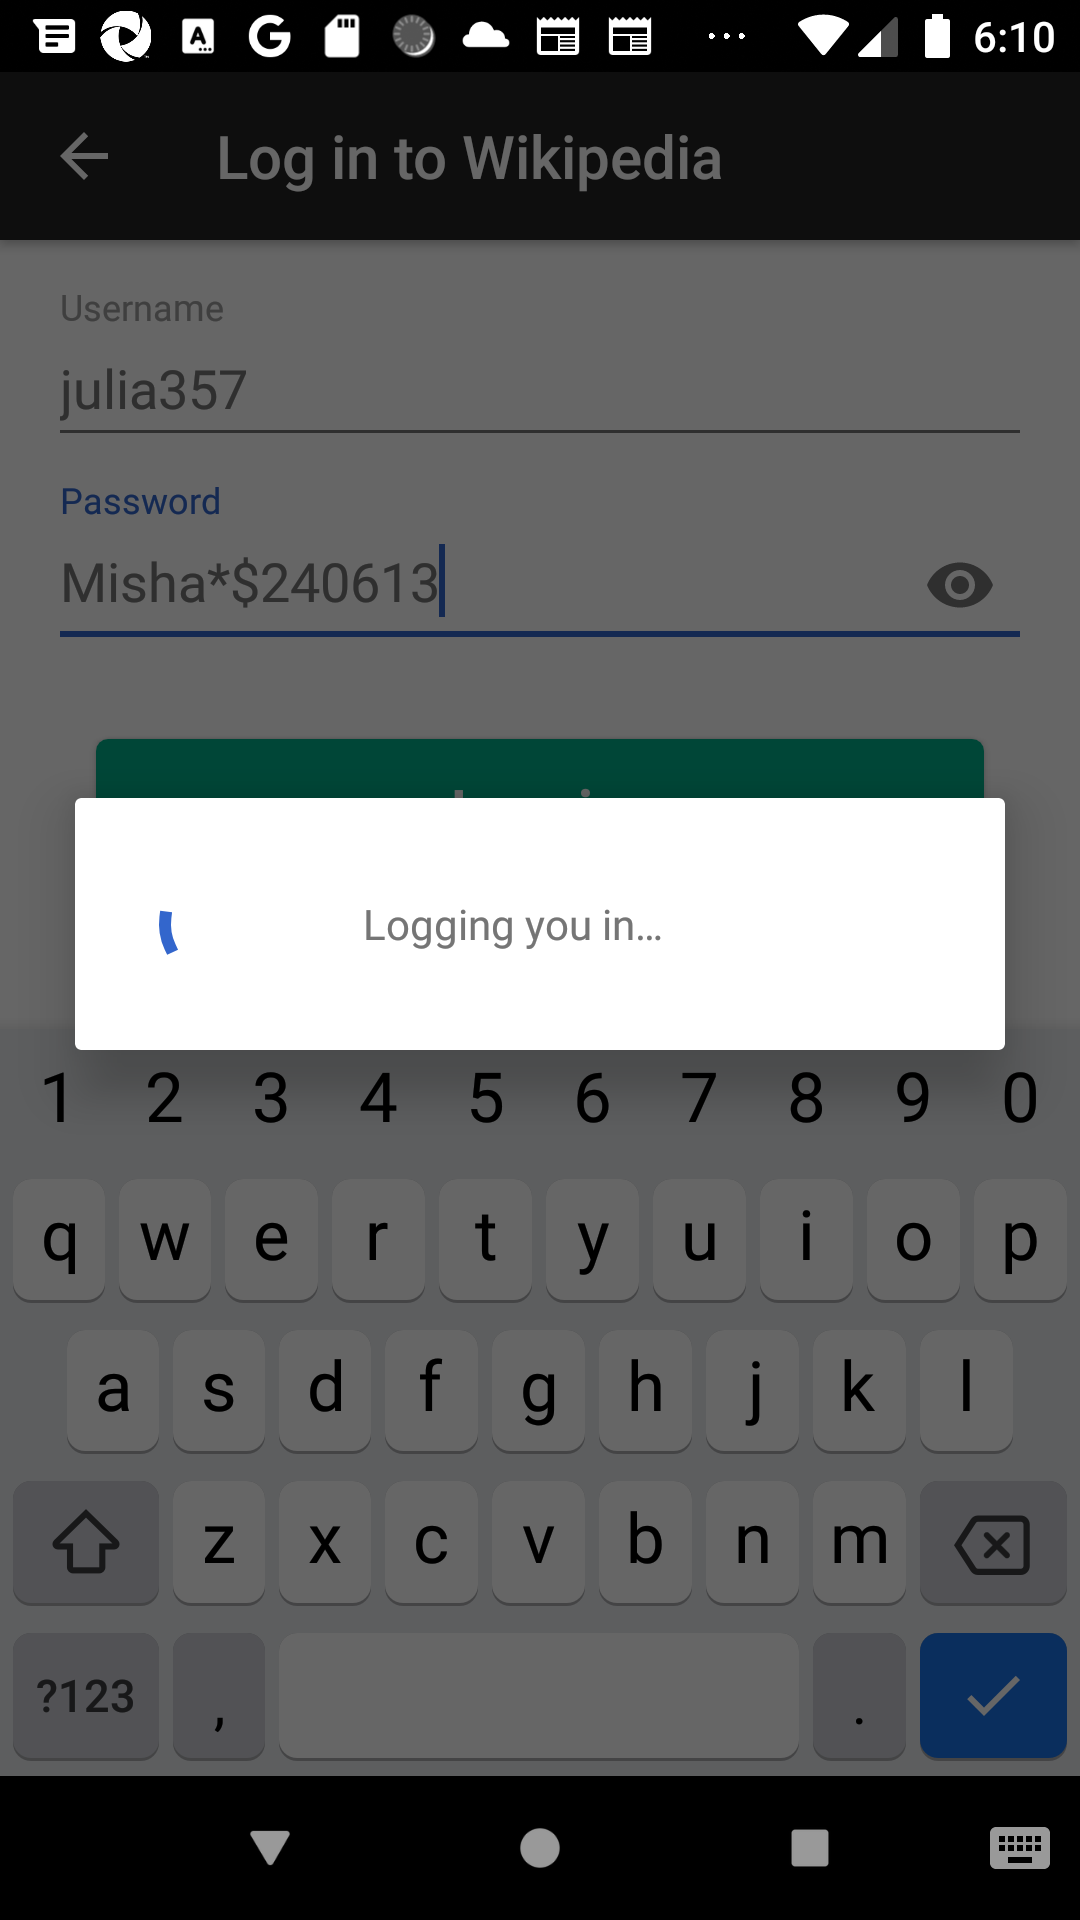 6:10
Log in to Wikipedia
Username
julia357
Password
Misha*$240613
Logging you in...
1 2 3 4 5 6 7 8 9 0
q w e r t y u i o p
a s d f g h j k l
z x c v b n m
?123 , .